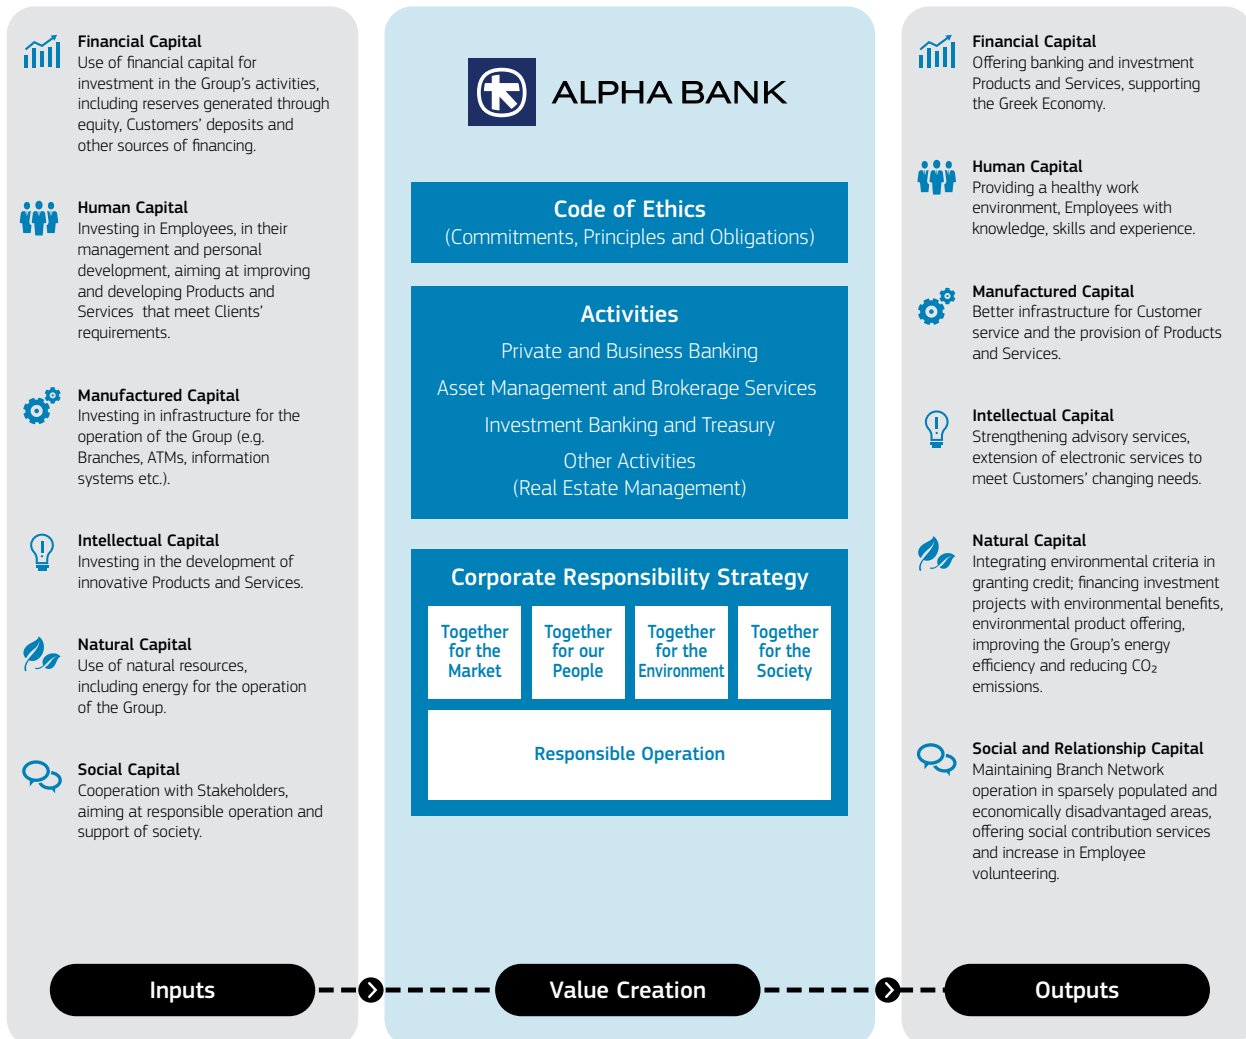 Financial Capital
Use of financial capital for
investment in the Group’s activities,
including reserves generated through
equity, Customers’ deposits and
other sources of financing.
Human Capital
Investing in Employees, in their
management and personal
development, aiming at improving
and developing Products and
Services that meet Clients’
requirements.
Manufactured Capital
Investing in infrastructure for the
operation of the Group (e.g.
Branches, ATMs, information
systems etc.).
Intellectual Capital
Investing in the development of
innovative Products and Services.
Natural Capital
Use of natural resources,
including energy for the operation
of the Group.
Social Capital
Cooperation with Stakeholders,
aiming at responsible operation and
support of society.
Inputs
ALPHA BANK
Code of Ethics
(Commitments, Principles and Obligations)
Activities
Private and Business Banking
Asset Management and Brokerage Services
Investment Banking and Treasury
Other Activities
(Real Estate Management)
Corporate Responsibility Strategy
Together
for the
Market
Together
for our
People
Together
for the
Environment
Together
for the
Society
Responsible Operation
Value Creation
Financial Capital
Offering banking and investment
Products and Services, supporting
the Greek Economy.
Human Capital
Providing a healthy work
environment, Employees with
knowledge, skills and experience.
Manufactured Capital
Better infrastructure for Customer
service and the provision of Products
and Services.
Intellectual Capital
Strengthening advisory services,
extension of electronic services to
meet Customers’ changing needs.
Natural Capital
Integrating environmental criteria in
granting credit; financing investment
projects with environmental benefits,
environmental product offering,
improving the Group’s energy
efficiency and reducing CO₂
emissions.
Social and Relationship Capital
Maintaining Branch Network
operation in sparsely populated and
economically disadvantaged areas,
offering social contribution services
and increase in Employee
volunteering.
Outputs